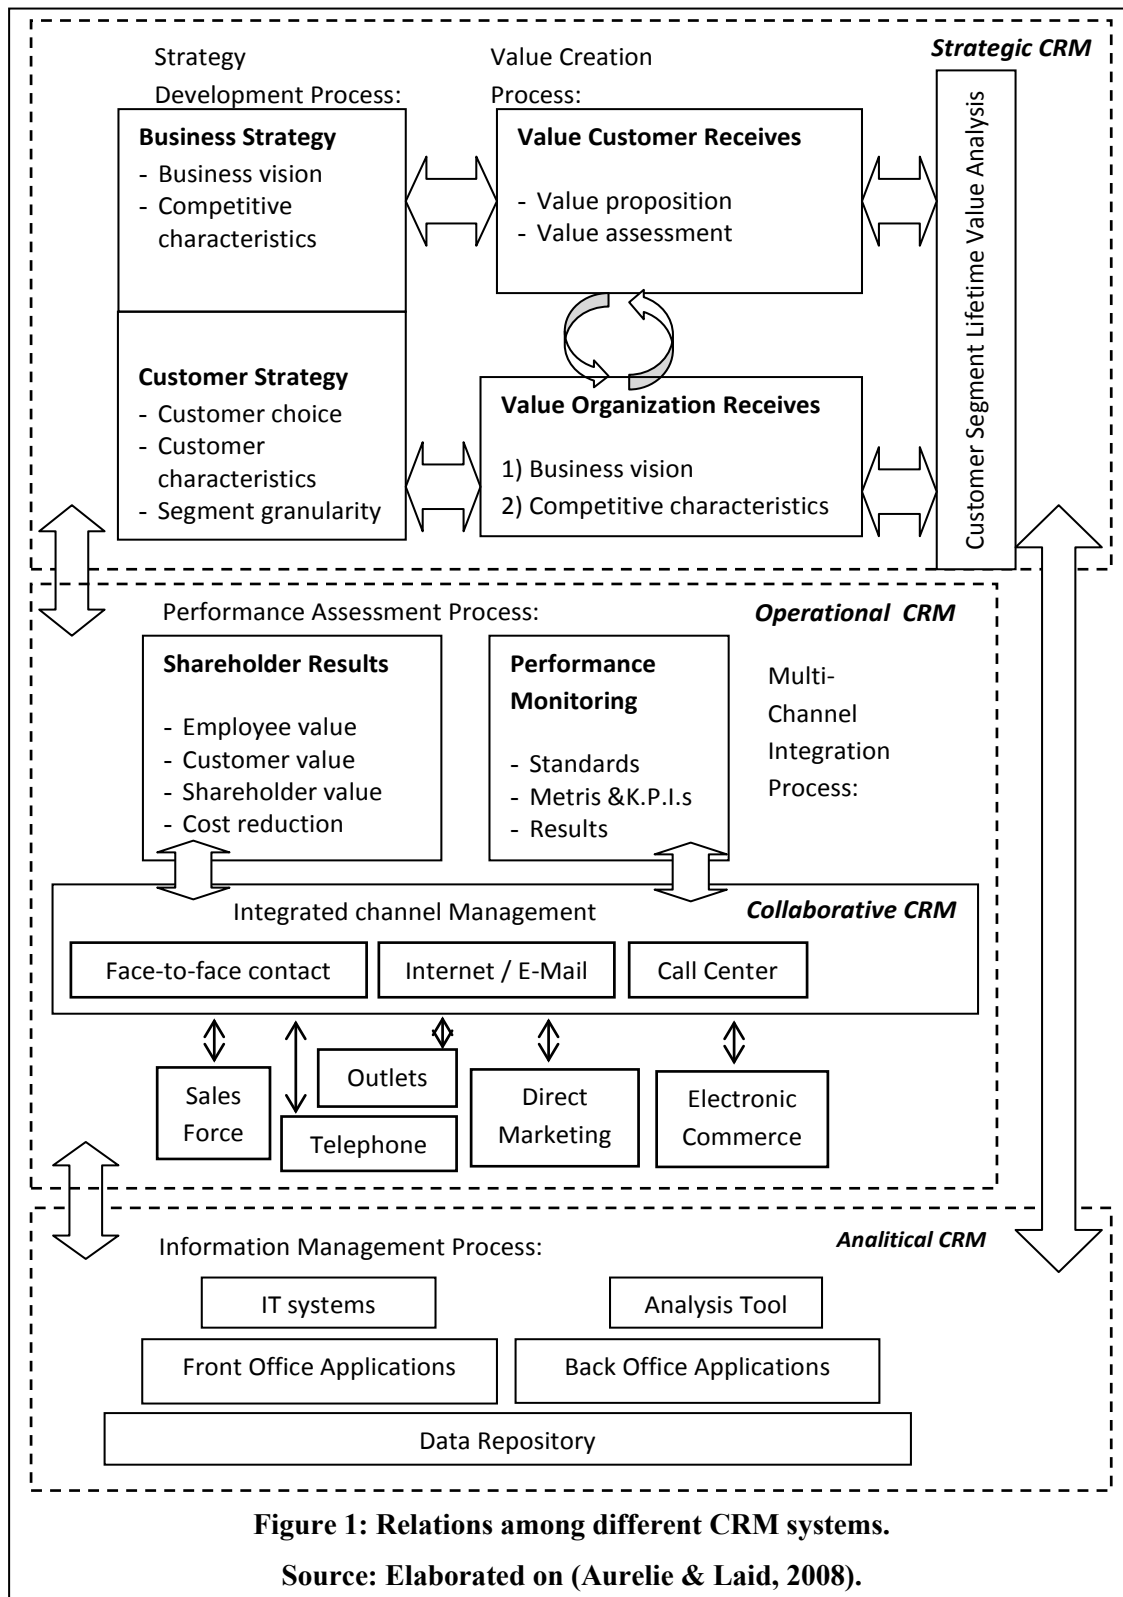 Strategy
Development Process:
Value Creation
Process:
Strategic CRM
Business Strategy
- Business vision
- Competitive
characteristics
Value Customer Receives
- Value proposition
- Value assessment
Customer Segment Lifetime Value Analysis
Customer Strategy
- Customer choice
- Customer
characteristics
- Segment granularity
Value Organization Receives
1) Business vision
2) Competitive characteristics
Performance Assessment Process:
Operational CRM
Shareholder Results
- Employee value
- Customer value
- Shareholder value
- Cost reduction
Performance
Monitoring
- Standards
- Metris &K.P.I.s
- Results
Multi-
Channel
Integration
Process:
Integrated channel Management
Collaborative CRM
Face-to-face contact
Internet / E-Mail
Call Center
Sales
Force
Outlets
Telephone
Direct
Marketing
Electronic
Commerce
Information Management Process:
Analitical CRM
IT systems
Analysis Tool
Front Office Applications
Back Office Applications
Data Repository
Figure 1: Relations among different CRM systems.
Source: Elaborated on (Aurelie & Laid, 2008).